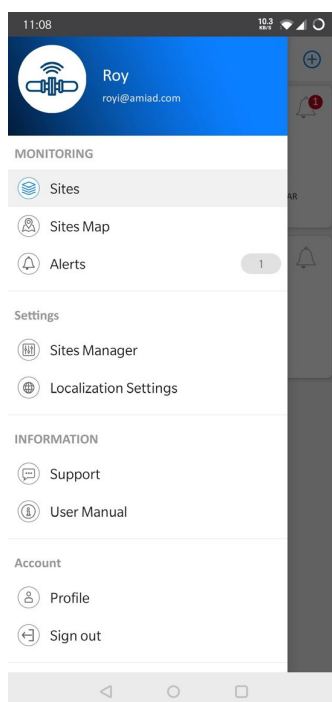 11:08
10.3
KB/S
Roy
royi@amiad.com
MONITORING
Sites
1
AR
Sites Map
Alerts
1
Settings
Sites Manager
Localization Settings
INFORMATION
Support
User Manual
Account
Profile
Sign out